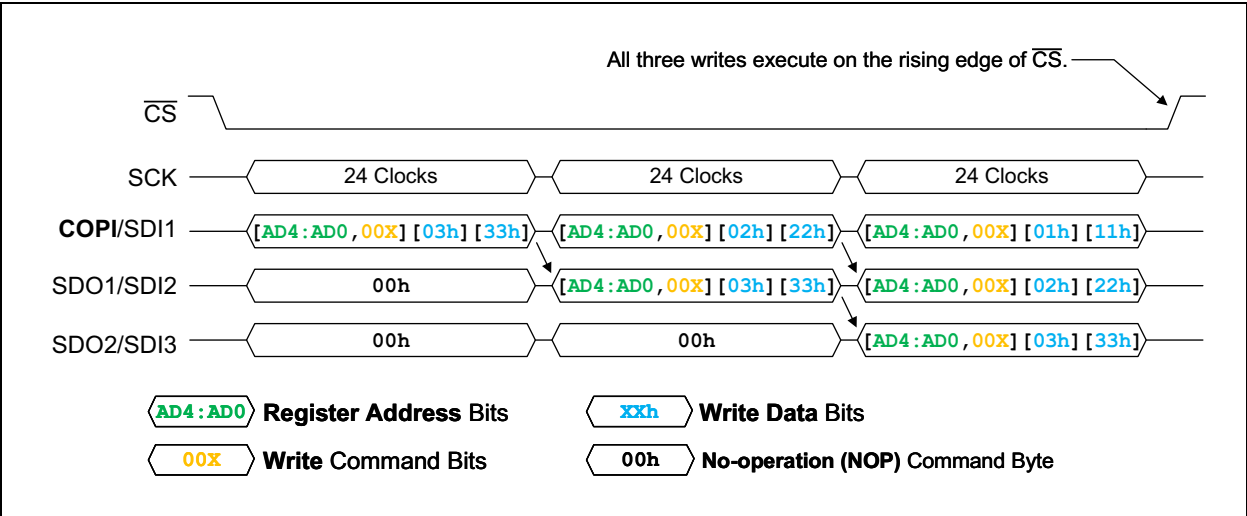 All three writes execute on the rising edge of C̅S̅.
C̅S̅
SCK 24 Clocks 24 Clocks 24 Clocks
COPI/SDI1 [AD4:AD0,00X][03h][33h] [AD4:AD0,00X][02h][22h] [AD4:AD0,00X][01h][11h]
SDO1/SDI2 00h [AD4:AD0,00X][03h][33h] [AD4:AD0,00X][02h][22h]
SDO2/SDI3 00h 00h [AD4:AD0,00X][03h][33h]
AD4:AD0 Register Address Bits XXh Write Data Bits
00X Write Command Bits 00h No-operation (NOP) Command Byte